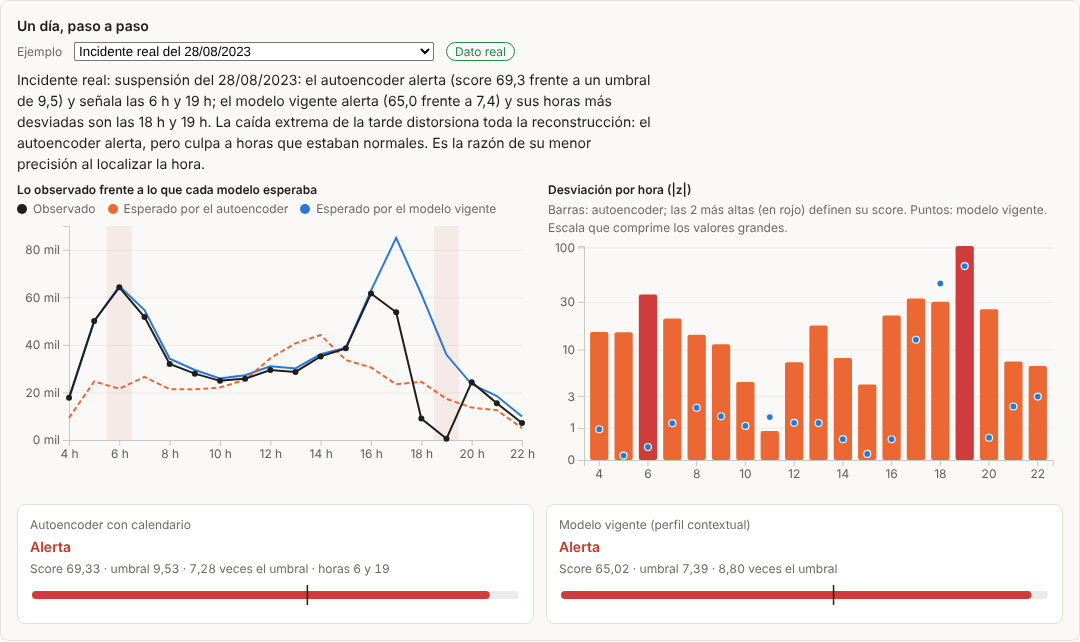 Un día, paso a paso
Ejemplo Incidente real del 28/08/2023 Dato real
Incidente real: suspensión del 28/08/2023: el autoencoder alerta (score 69,3 frente a un umbral
de 9,5) y señala las 6 h y 19 h; el modelo vigente alerta (65,0 frente a 7,4) y sus horas más
desviadas son las 18 h y 19 h. La caída extrema de la tarde distorsiona toda la reconstrucción: el
autoencoder alerta, pero culpa a horas que estaban normales. Es la razón de su menor
precisión al localizar la hora.
Lo observado frente a lo que cada modelo esperaba
Observado Esperado por el autoencoder Esperado por el modelo vigente
80 mil
60 mil
40 mil
20 mil
0 mil
4 h 6 h 8 h 10 h 12 h 14 h 16 h 18 h 20 h 22 h
Desviación por hora (|z|)
Barras: autoencoder; las 2 más altas (en rojo) definen su score. Puntos: modelo vigente.
Escala que comprime los valores grandes.
100
30
10
3
1
0
4 6 8 10 12 14 16 18 20 22
Autoencoder con calendario
Alerta
Score 69,33 · umbral 9,53 · 7,28 veces el umbral · horas 6 y 19
Modelo vigente (perfil contextual)
Alerta
Score 65,02 · umbral 7,39 · 8,80 veces el umbral